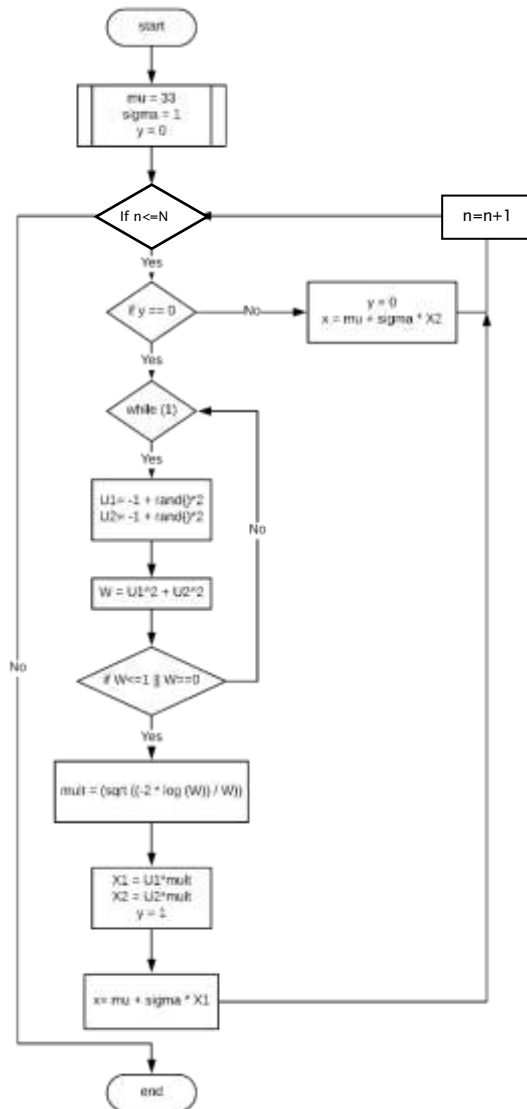 start
mu = 33
sigma = 1
y = 0
If n<=N
n=n+1
Yes
if y == 0
No
y = 0
x = mu + sigma * X2
Yes
while (1)
Yes
U1= -1 + rand()*2
U2= -1 + rand()*2
No
W = U1^2 + U2^2
No
if W<=1 || W==0
Yes
mult = (sqrt ((-2 * log (W)) / W))
X1 = U1*mult
X2 = U2*mult
y = 1
x= mu + sigma * X1
end